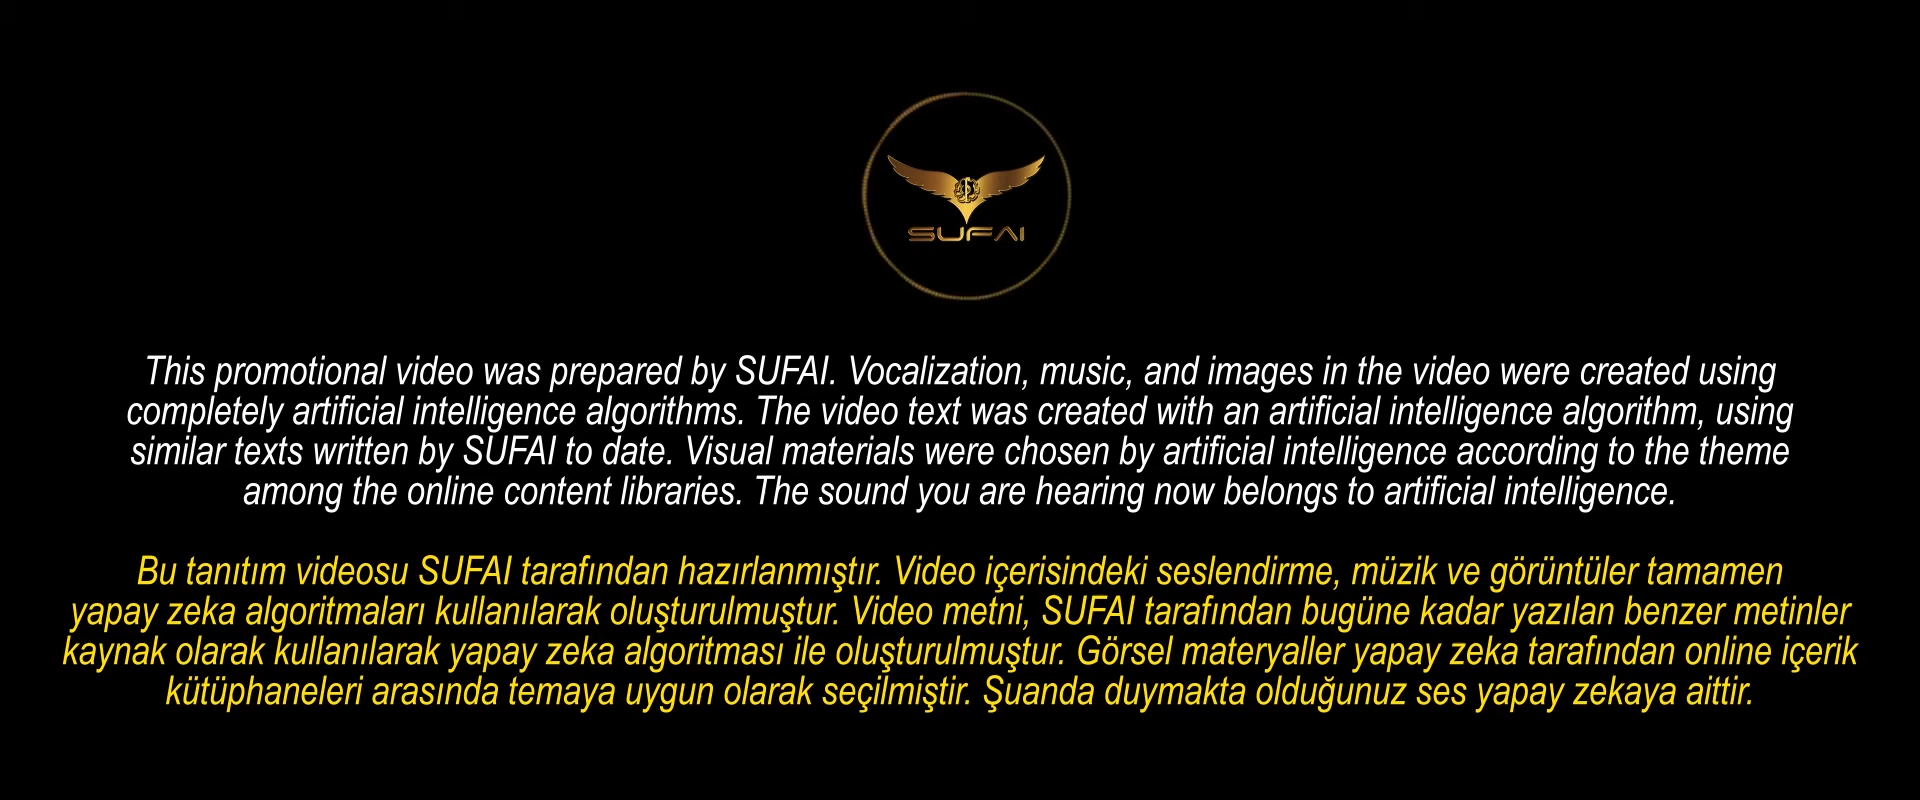 SUFAI
This promotional video was prepared by SUFAI. Vocalization, music, and images in the video were created using
completely artificial intelligence algorithms. The video text was created with an artificial intelligence algorithm, using
similar texts written by SUFAI to date. Visual materials were chosen by artificial intelligence according to the theme
among the online content libraries. The sound you are hearing now belongs to artificial intelligence.
Bu tanıtım videosu SUFAI tarafından hazırlanmıştır. Video içerisindeki seslendirme, müzik ve görüntüler tamamen
yapay zeka algoritmaları kullanılarak oluşturulmuştur. Video metni, SUFAI tarafından bugüne kadar yazılan benzer metinler
kaynak olarak kullanılarak yapay zeka algoritması ile oluşturulmuştur. Görsel materyaller yapay zeka tarafından online içerik
kütüphaneleri arasında temaya uygun olarak seçilmiştir. Şuanda duymakta olduğunuz ses yapay zekaya aittir.